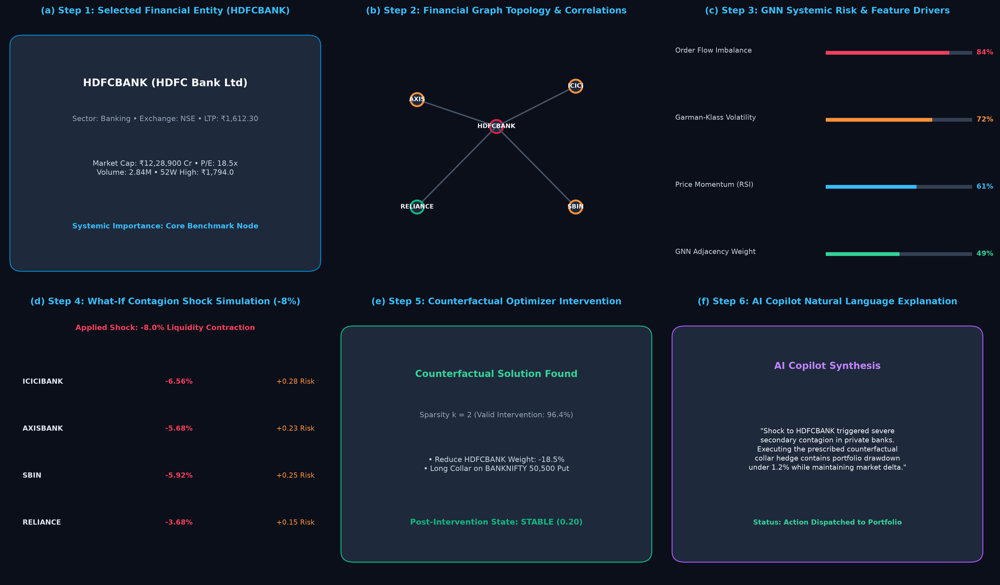 (a) Step 1: Selected Financial Entity (HDFCBANK)
HDFCBANK (HDFC Bank Ltd)
Sector: Banking • Exchange: NSE • LTP: ₹1,612.30
Market Cap: ₹12,28,900 Cr • P/E: 18.5x
Volume: 2.84M • 52W High: ₹1,794.0
Systemic Importance: Core Benchmark Node
(b) Step 2: Financial Graph Topology & Correlations
ICICI
AXIS
HDFCBANK
RELIANCE
SBIN
(c) Step 3: GNN Systemic Risk & Feature Drivers
Order Flow Imbalance 84%
Garman-Klass Volatility 72%
Price Momentum (RSI) 61%
GNN Adjacency Weight 49%
(d) Step 4: What-If Contagion Shock Simulation (-8%)
Applied Shock: -8.0% Liquidity Contraction
ICICIBANK -6.56% +0.28 Risk
AXISBANK -5.68% +0.23 Risk
SBIN -5.92% +0.25 Risk
RELIANCE -3.68% +0.15 Risk
(e) Step 5: Counterfactual Optimizer Intervention
Counterfactual Solution Found
Sparsity k = 2 (Valid Intervention: 96.4%)
• Reduce HDFCBANK Weight: -18.5%
• Long Collar on BANKNIFTY 50,500 Put
Post-Intervention State: STABLE (0.20)
(f) Step 6: AI Copilot Natural Language Explanation
AI Copilot Synthesis
"Shock to HDFCBANK triggered severe
secondary contagion in private banks.
Executing the prescribed counterfactual
collar hedge contains portfolio drawdown
under 1.2% while maintaining market delta."
Status: Action Dispatched to Portfolio